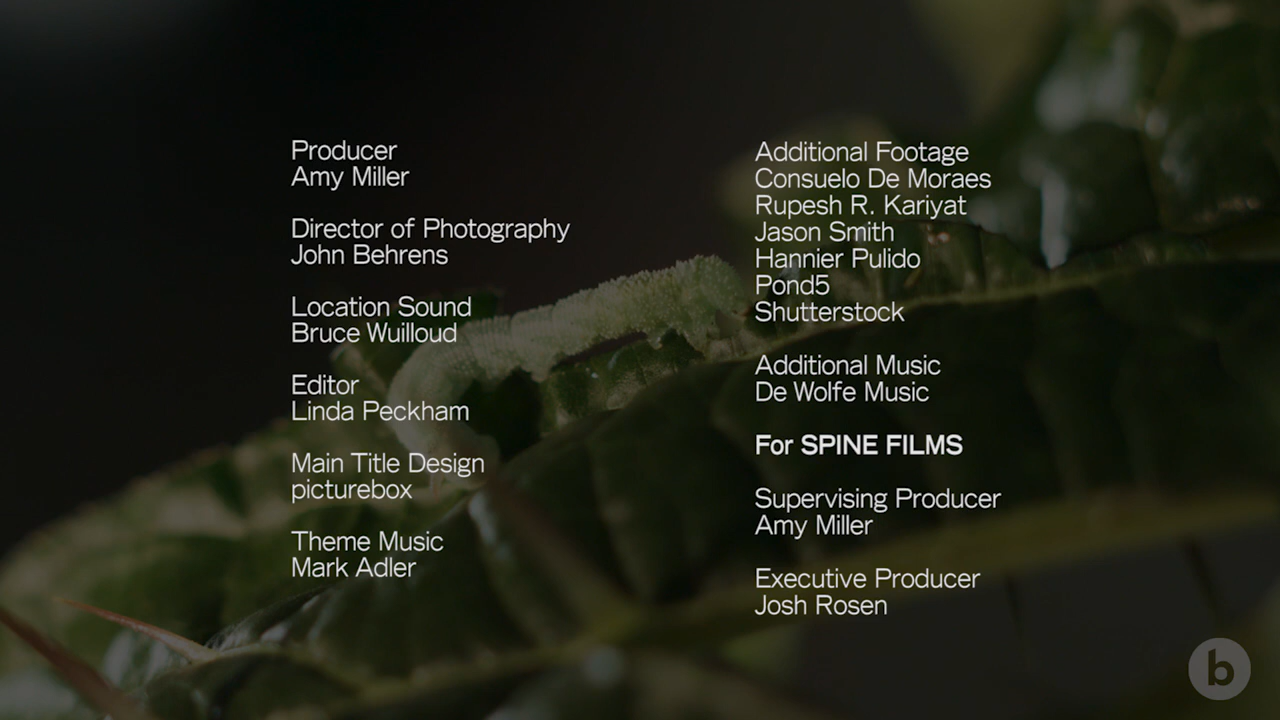 Producer
Amy Miller
Director of Photography
John Behrens
Location Sound
Bruce Wuilloud
Editor
Linda Peckham
Main Title Design
picturebox
Theme Music
Mark Adler
Additional Footage
Consuelo De Moraes
Rupesh R. Kariyat
Jason Smith
Hannier Pulido
Pond5
Shutterstock
Additional Music
De Wolfe Music
For SPINE FILMS
Supervising Producer
Amy Miller
Executive Producer
Josh Rosen
b